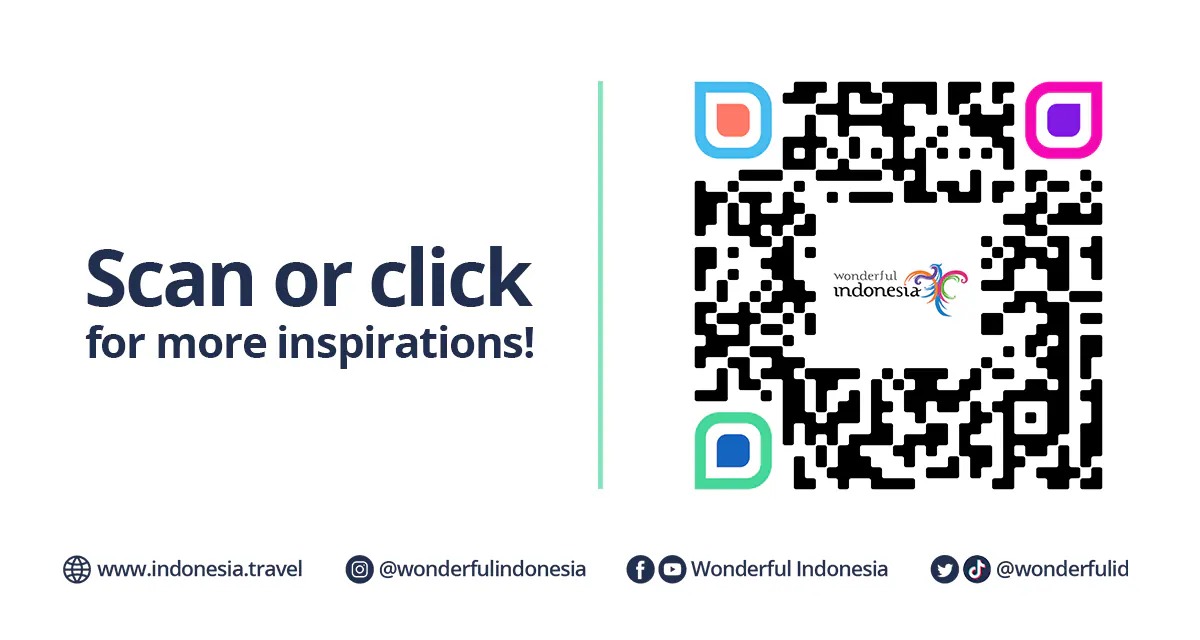 Scan or click
for more inspirations!
wonderful
indonesia
www.indonesia.travel
@wonderfulindonesia
Wonderful Indonesia
@wonderfulid